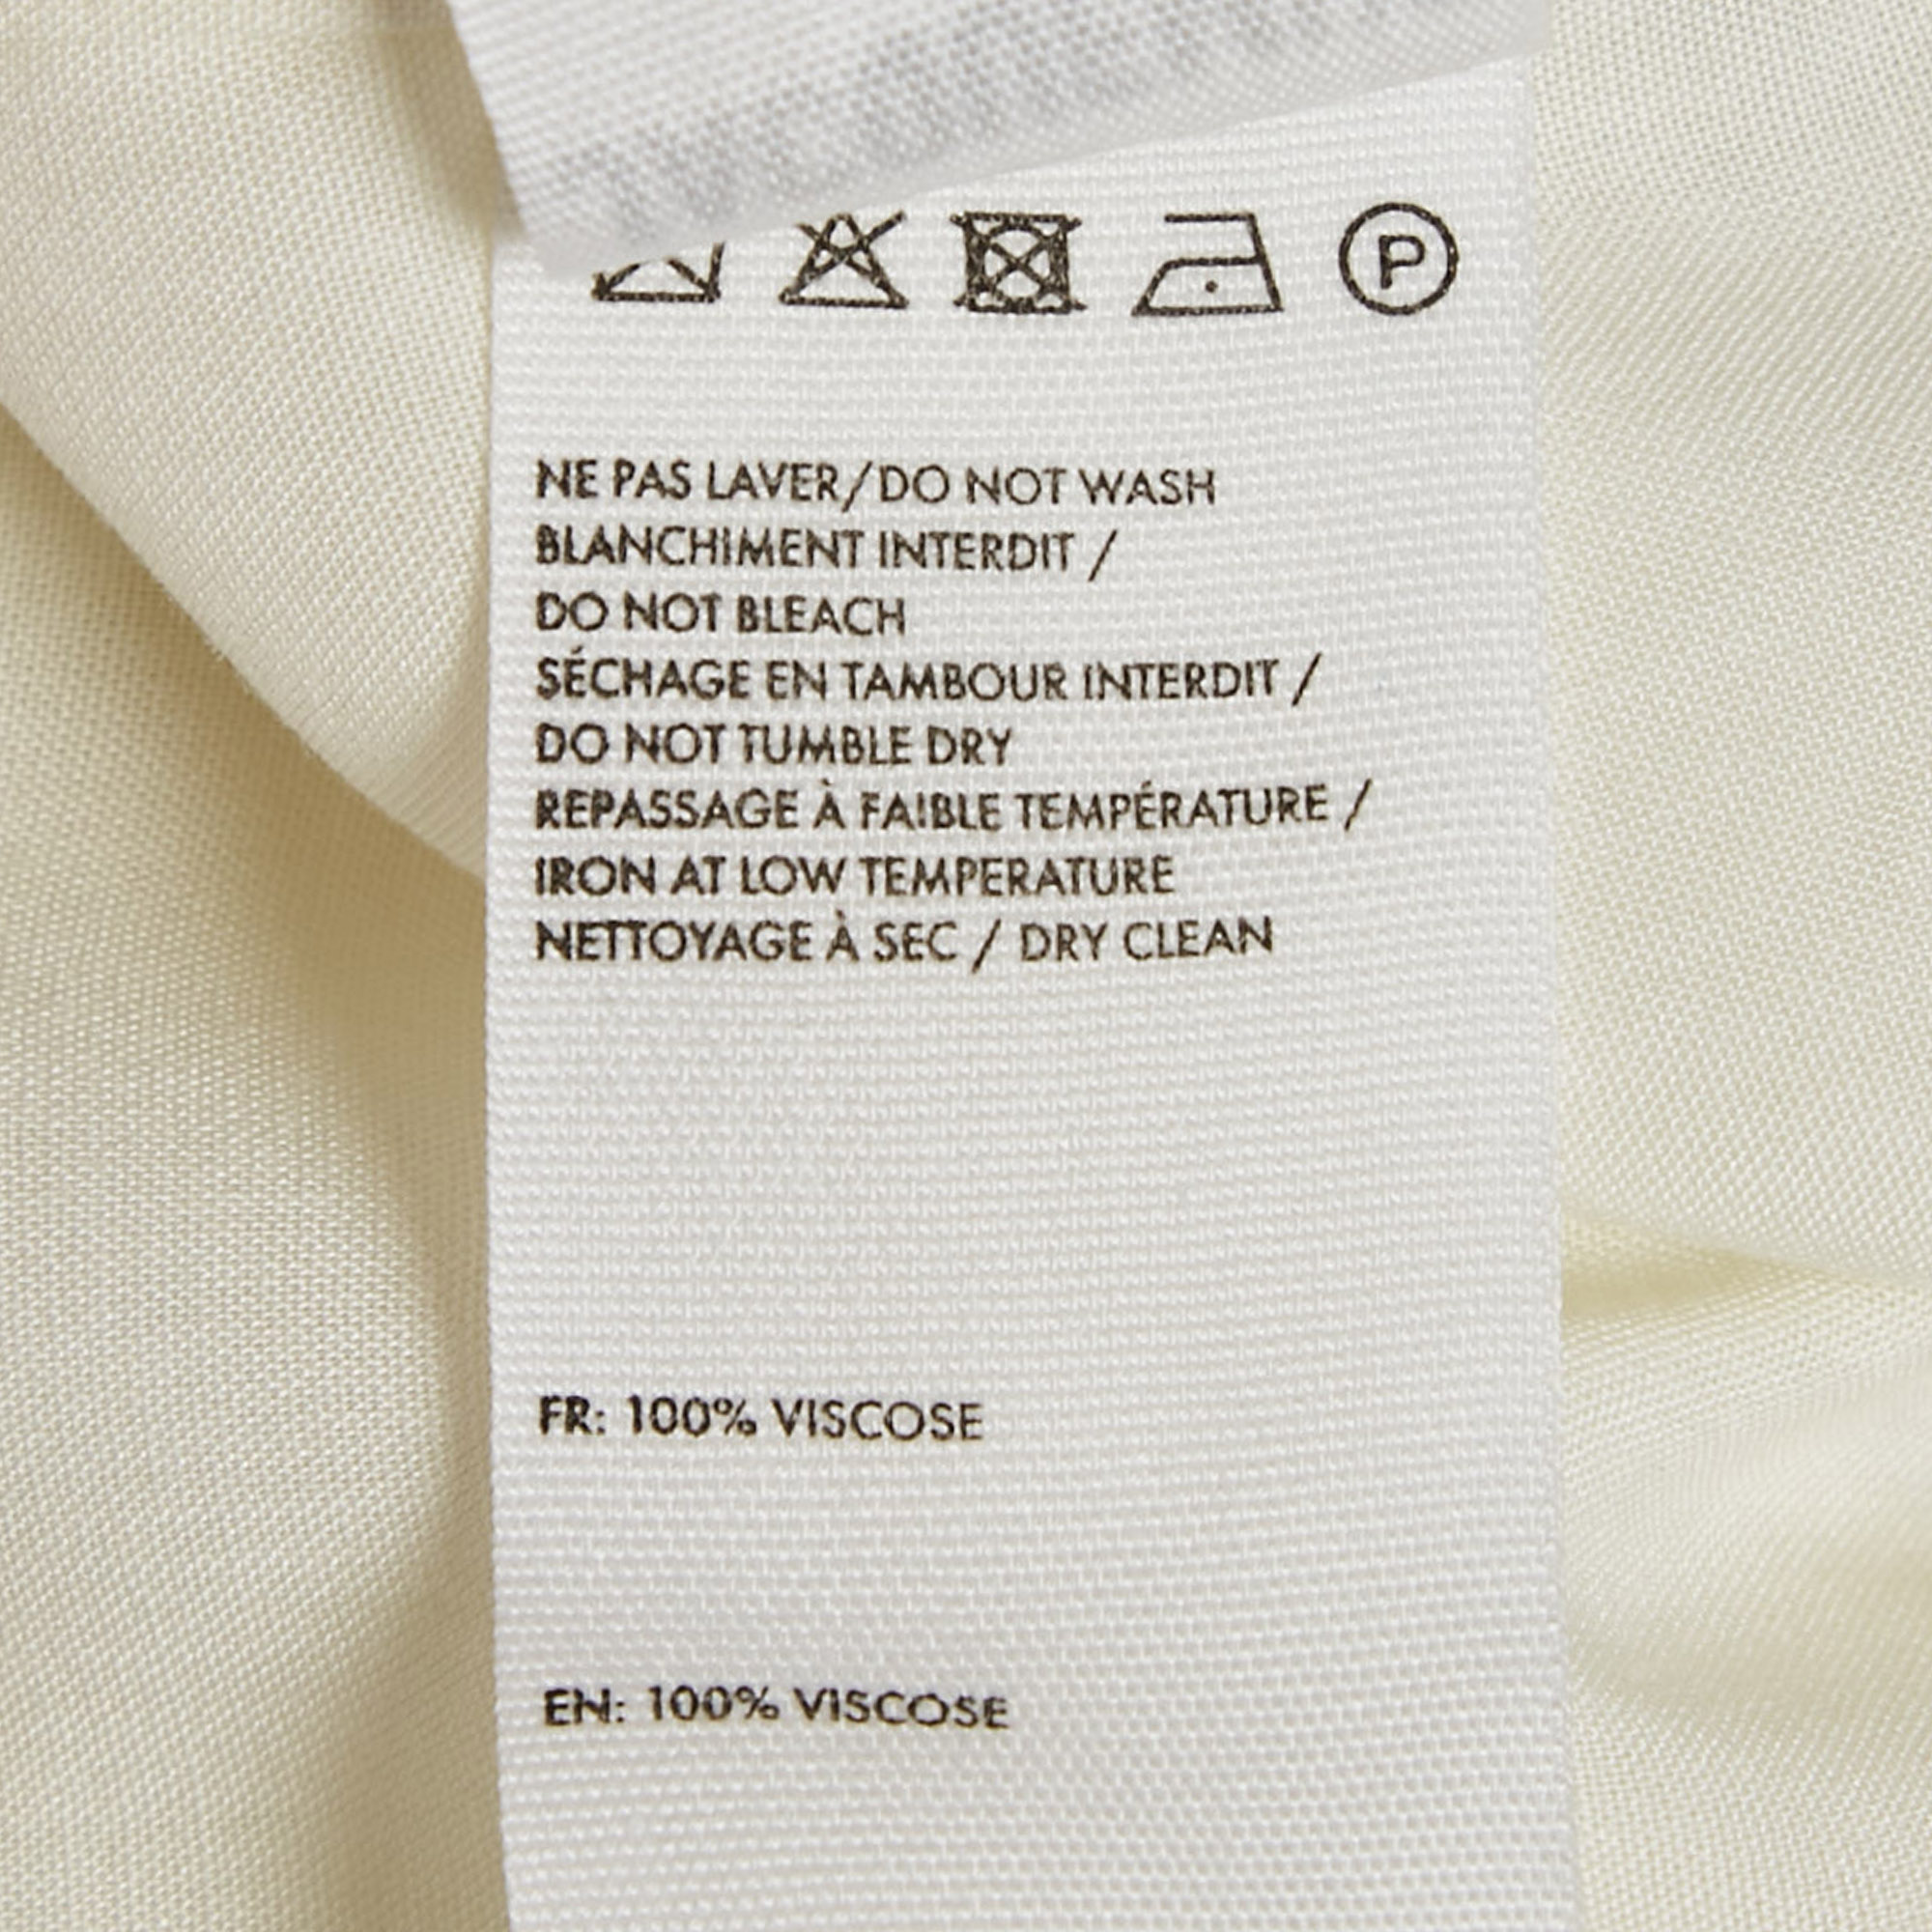 P
NE PAS LAVER/DO NOT WASH
BLANCHIMENT INTERDIT /
DO NOT BLEACH
SÉCHAGE EN TAMBOUR INTERDIT /
DO NOT TUMBLE DRY
REPASSAGE À FAIBLE TEMPÉRATURE /
IRON AT LOW TEMPERATURE
NETTOYAGE À SEC / DRY CLEAN
FR: 100% VISCOSE
EN: 100% VISCOSE